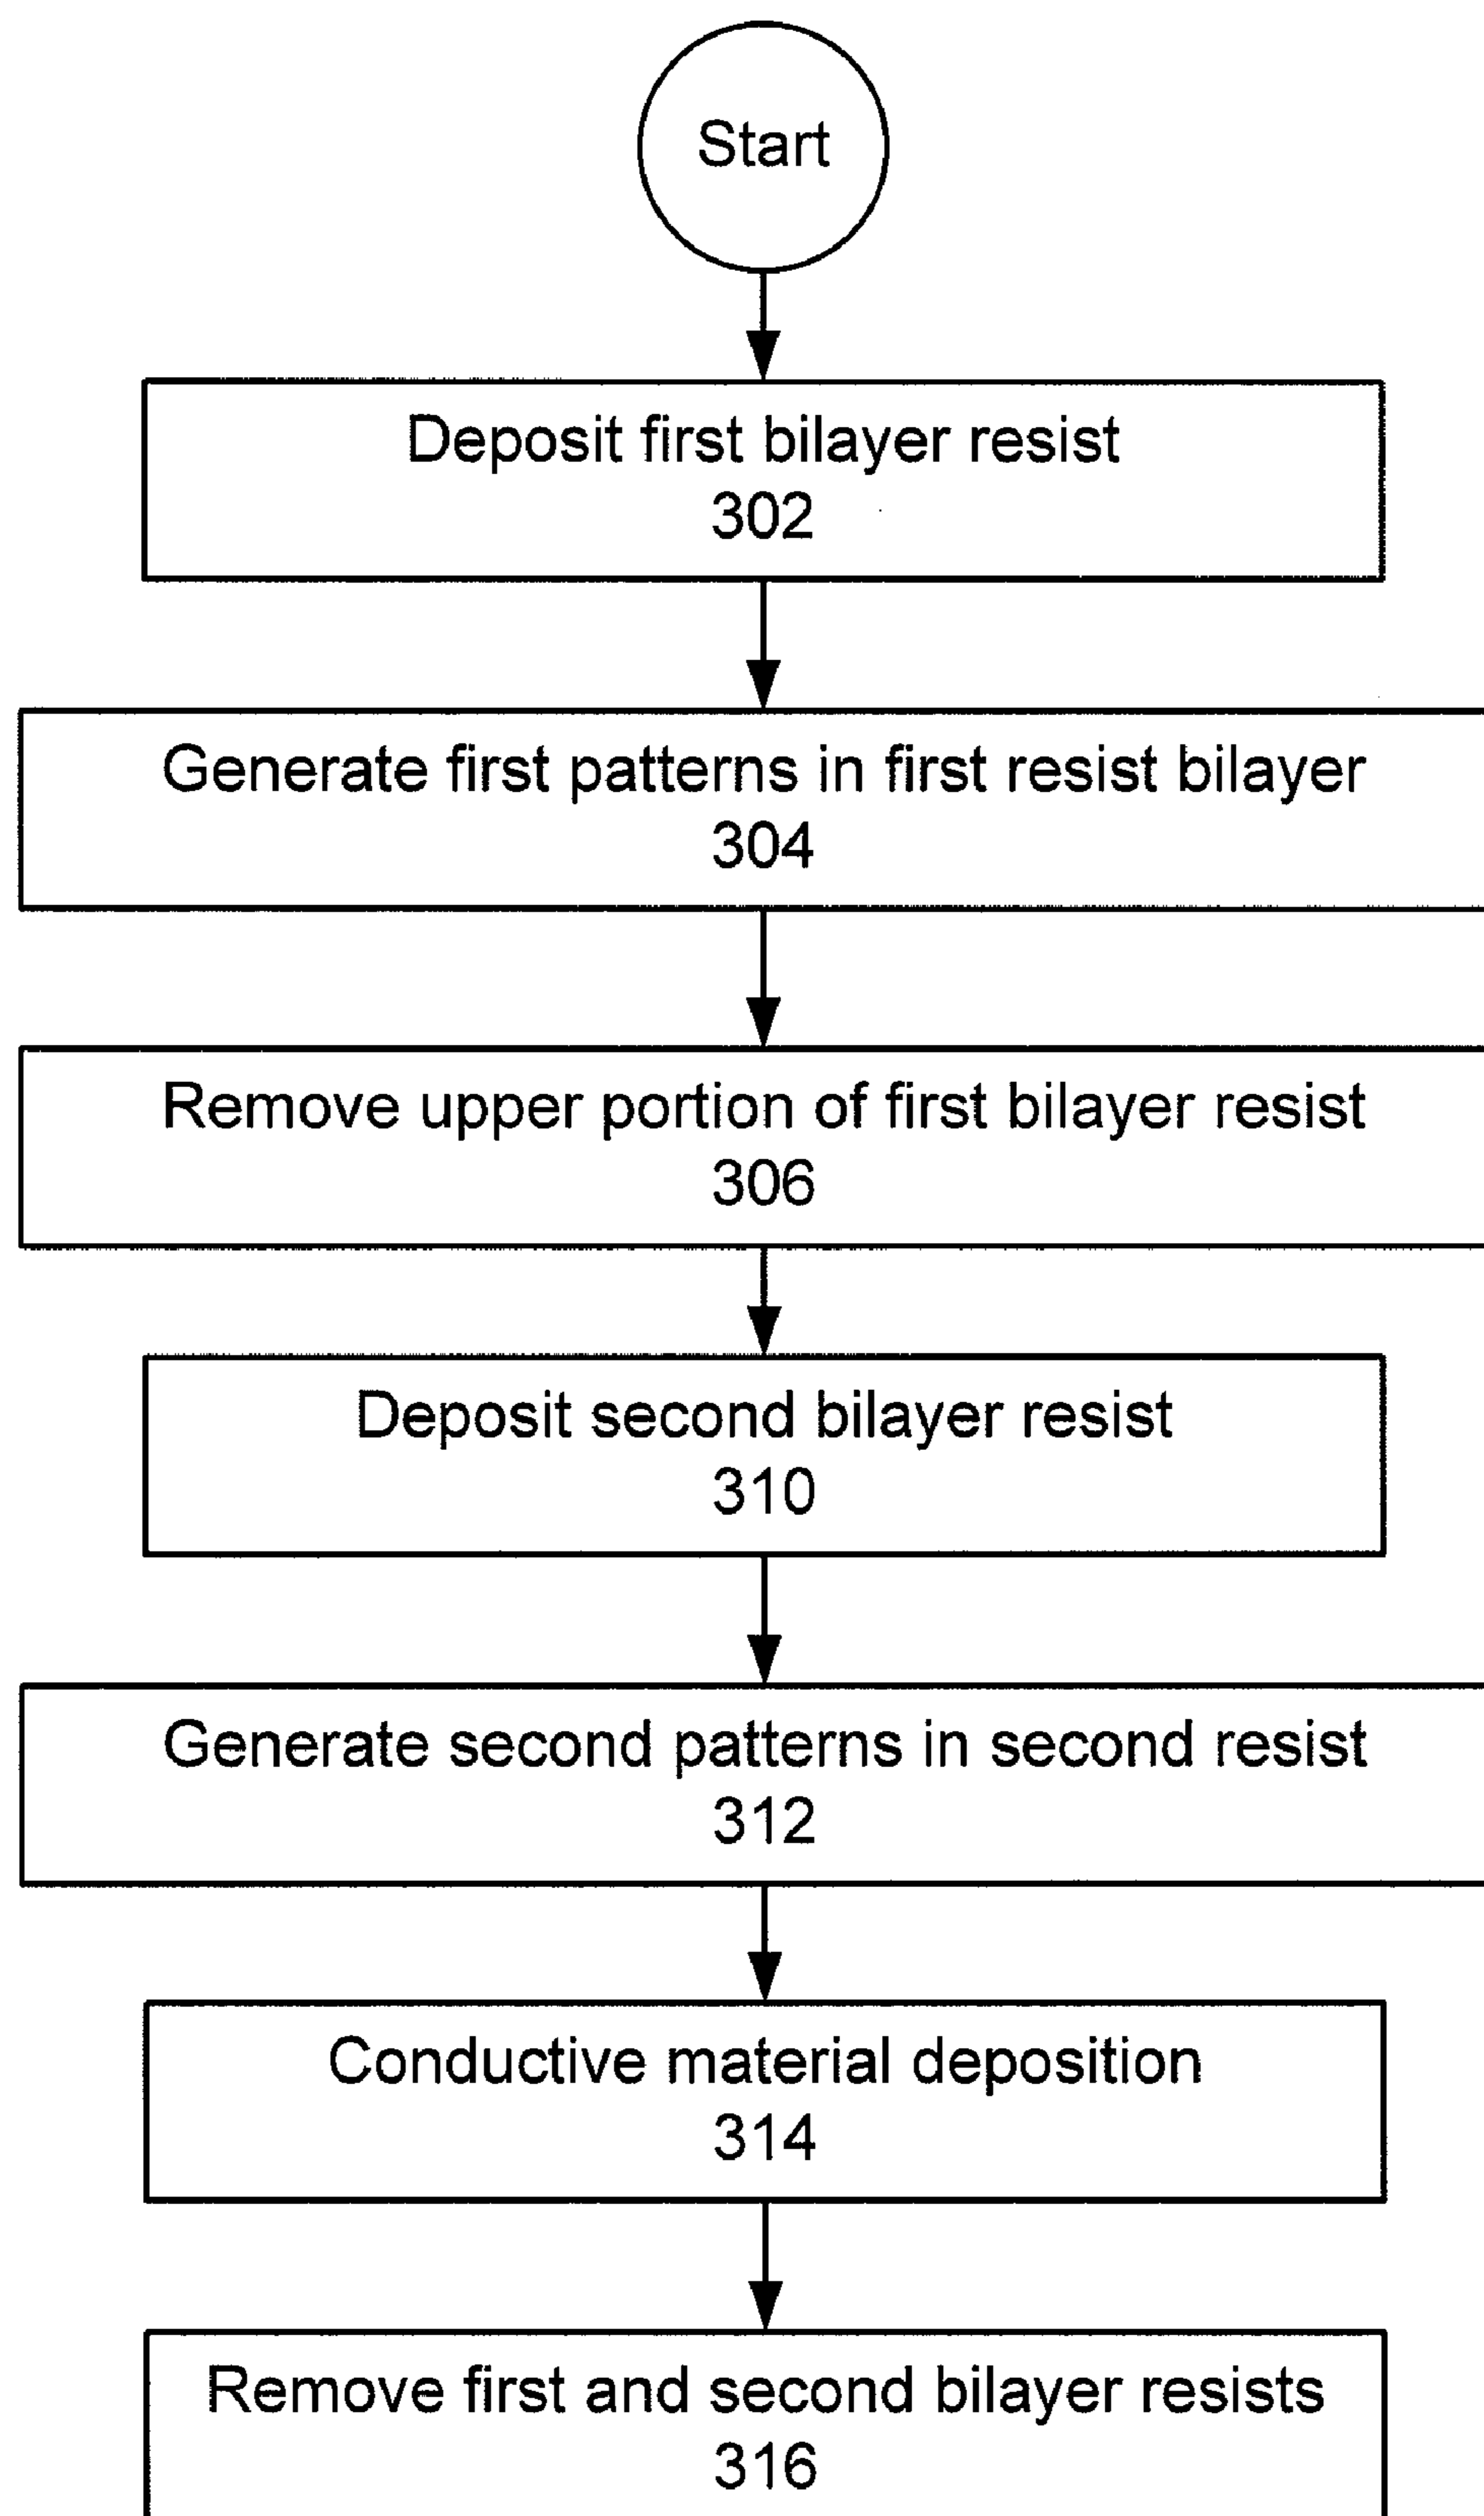 Start
Deposit first bilayer resist
302
Generate first patterns in first resist bilayer
304
Remove upper portion of first bilayer resist
306
Deposit second bilayer resist
310
Generate second patterns in second resist
312
Conductive material deposition
314
Remove first and second bilayer resists
316